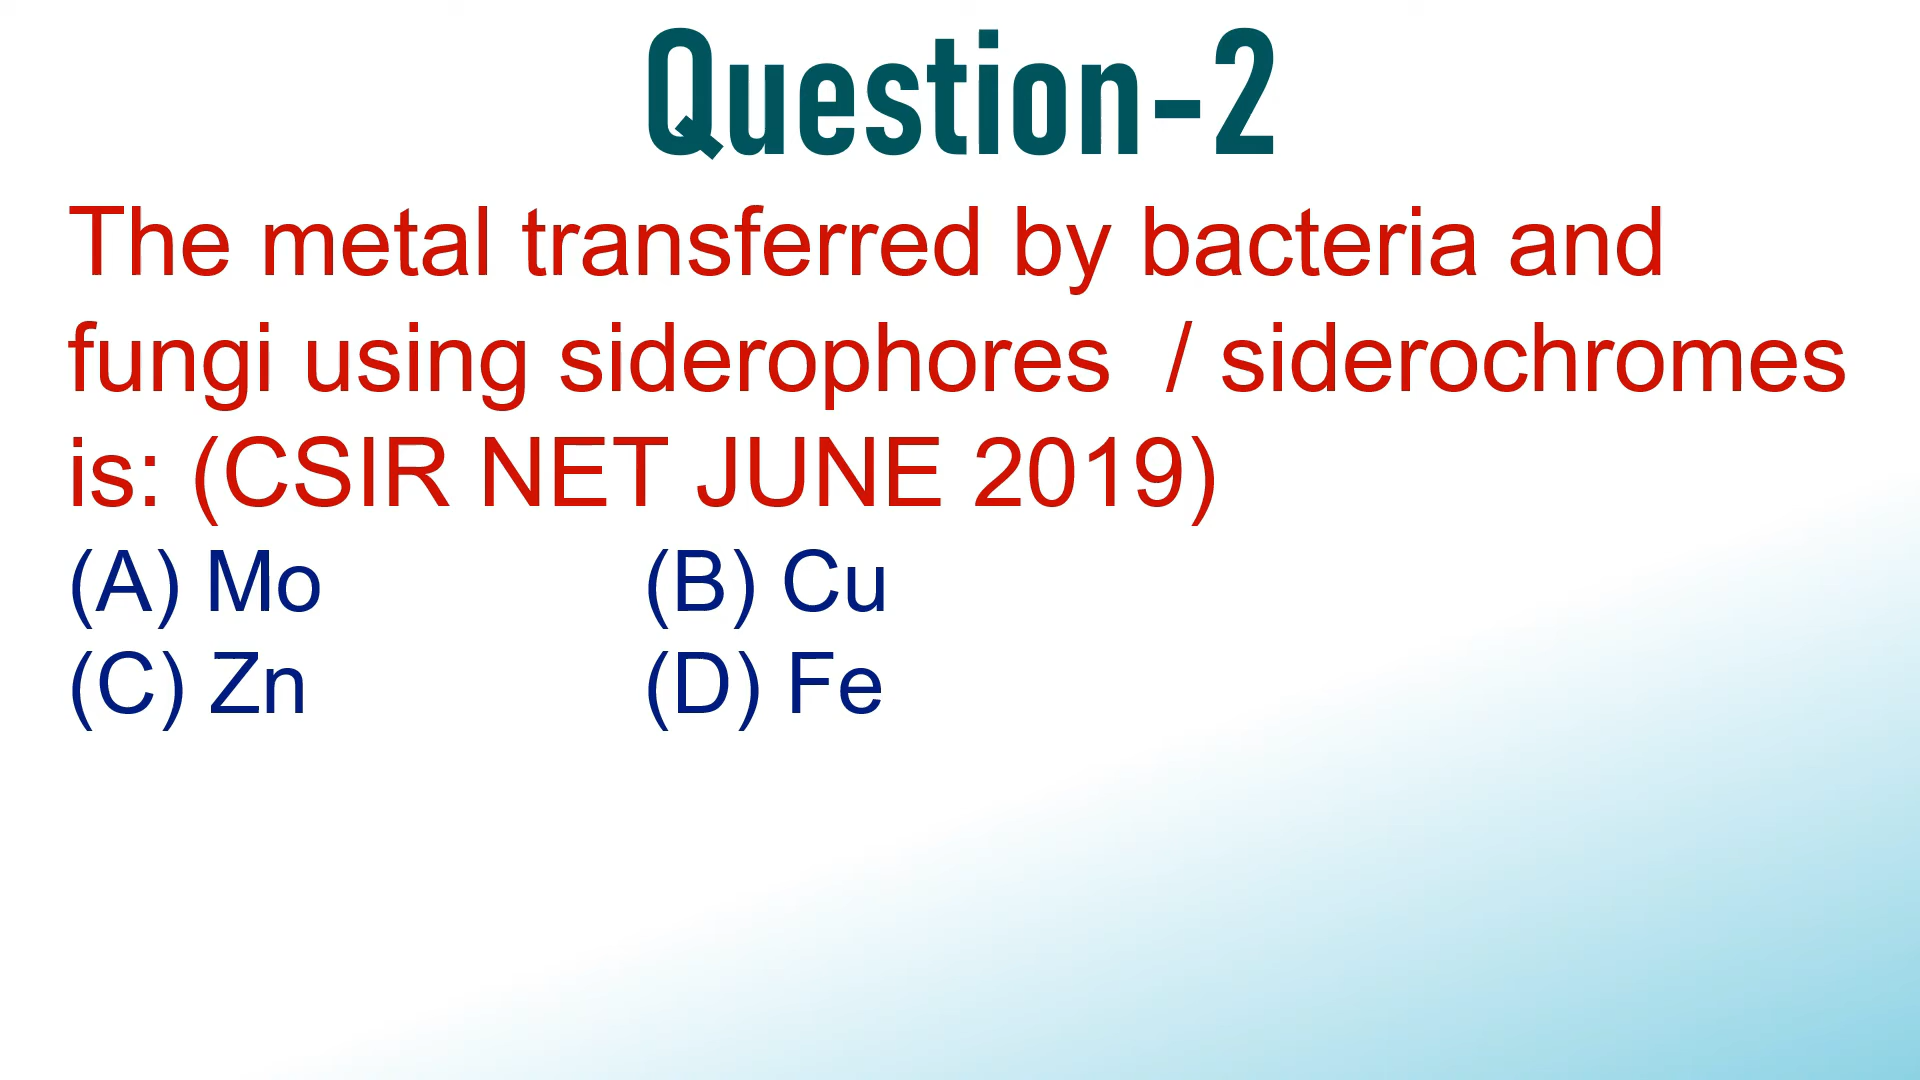 Question-2
The metal transferred by bacteria and
fungi using siderophores / siderochromes
is: (CSIR NET JUNE 2019)
(A) Mo (B) Cu
(C) Zn (D) Fe